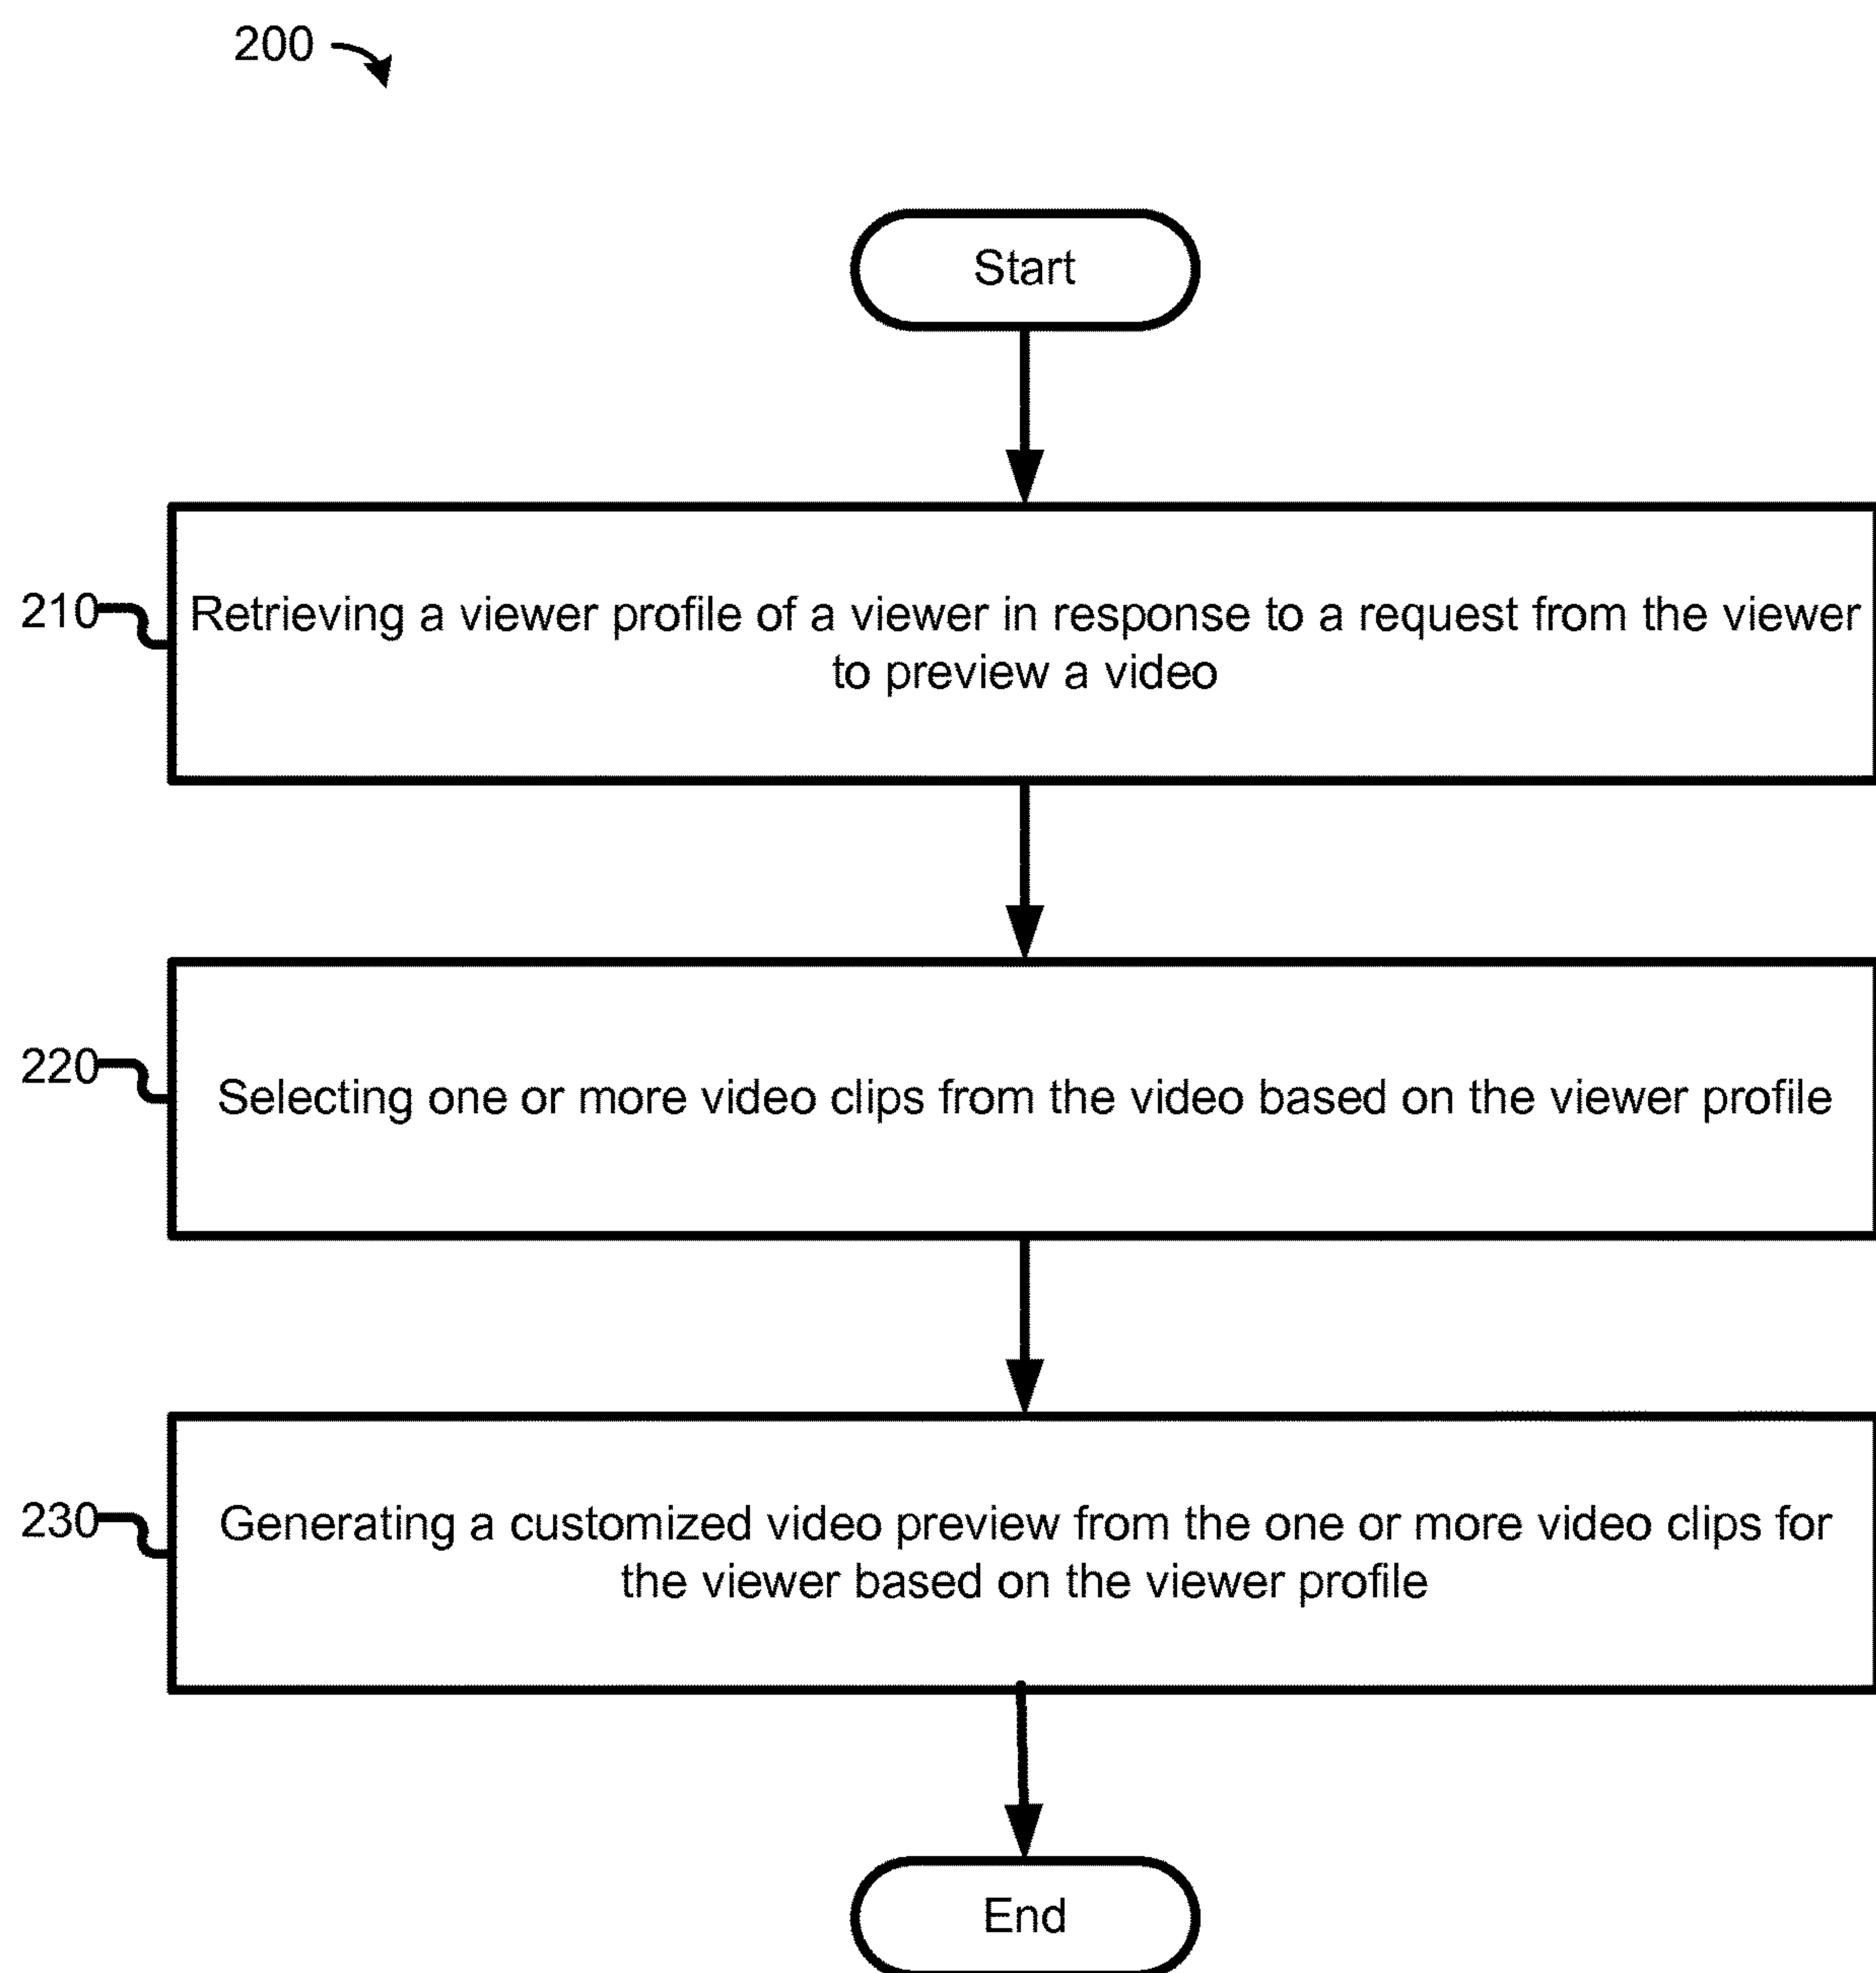 200
Start
210
Retrieving a viewer profile of a viewer in response to a request from the viewer
to preview a video
220
Selecting one or more video clips from the video based on the viewer profile
230
Generating a customized video preview from the one or more video clips for
the viewer based on the viewer profile
End